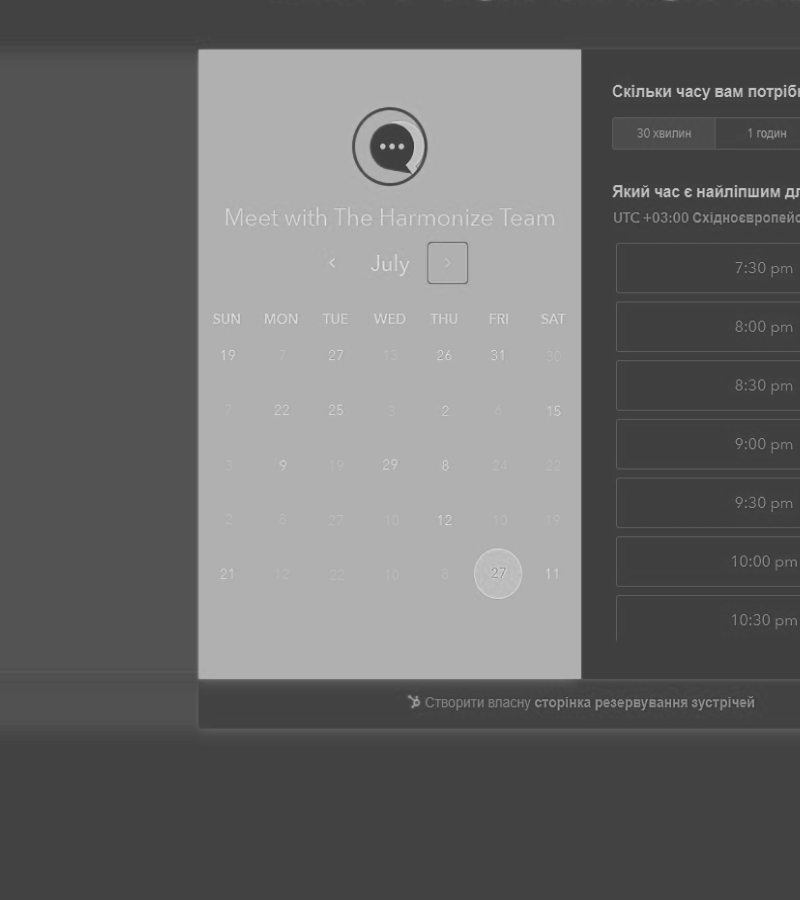 Meet with The Harmonize Team
July
SUN MON TUE WED THU FRI SAT
19 7 27 13 26 31 30
7 22 25 3 2 6 15
3 9 19 29 8 24 22
2 8 27 10 12 10 19
21 12 22 10 8 27 11
Скільки часу вам потріб
30 хвилин 1 годин
Який час є найліпшим дл
UTC +03:00 Східноєвропейс
7:30 pm
8:00 pm
8:30 pm
9:00 pm
9:30 pm
10:00 pm
10:30 pm
Створити власну сторінка резервування зустрічей